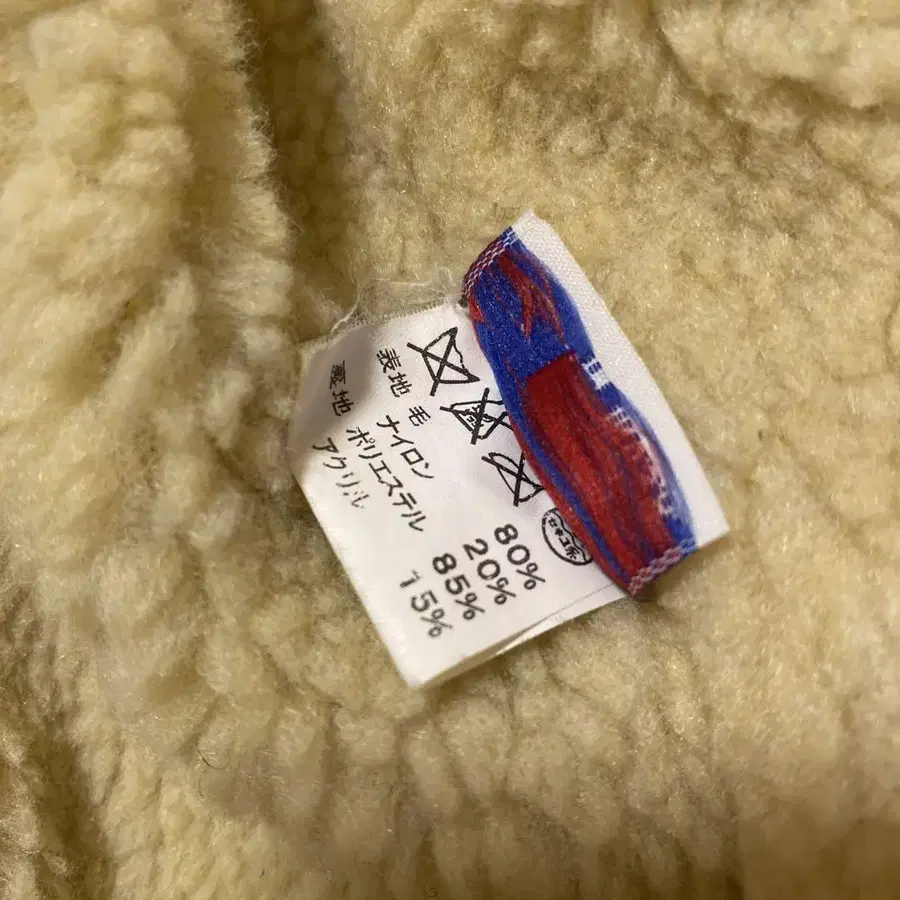 表地 毛 80%
ナイロン 20%
裏地 ポリエステル 85%
アクリル 15%